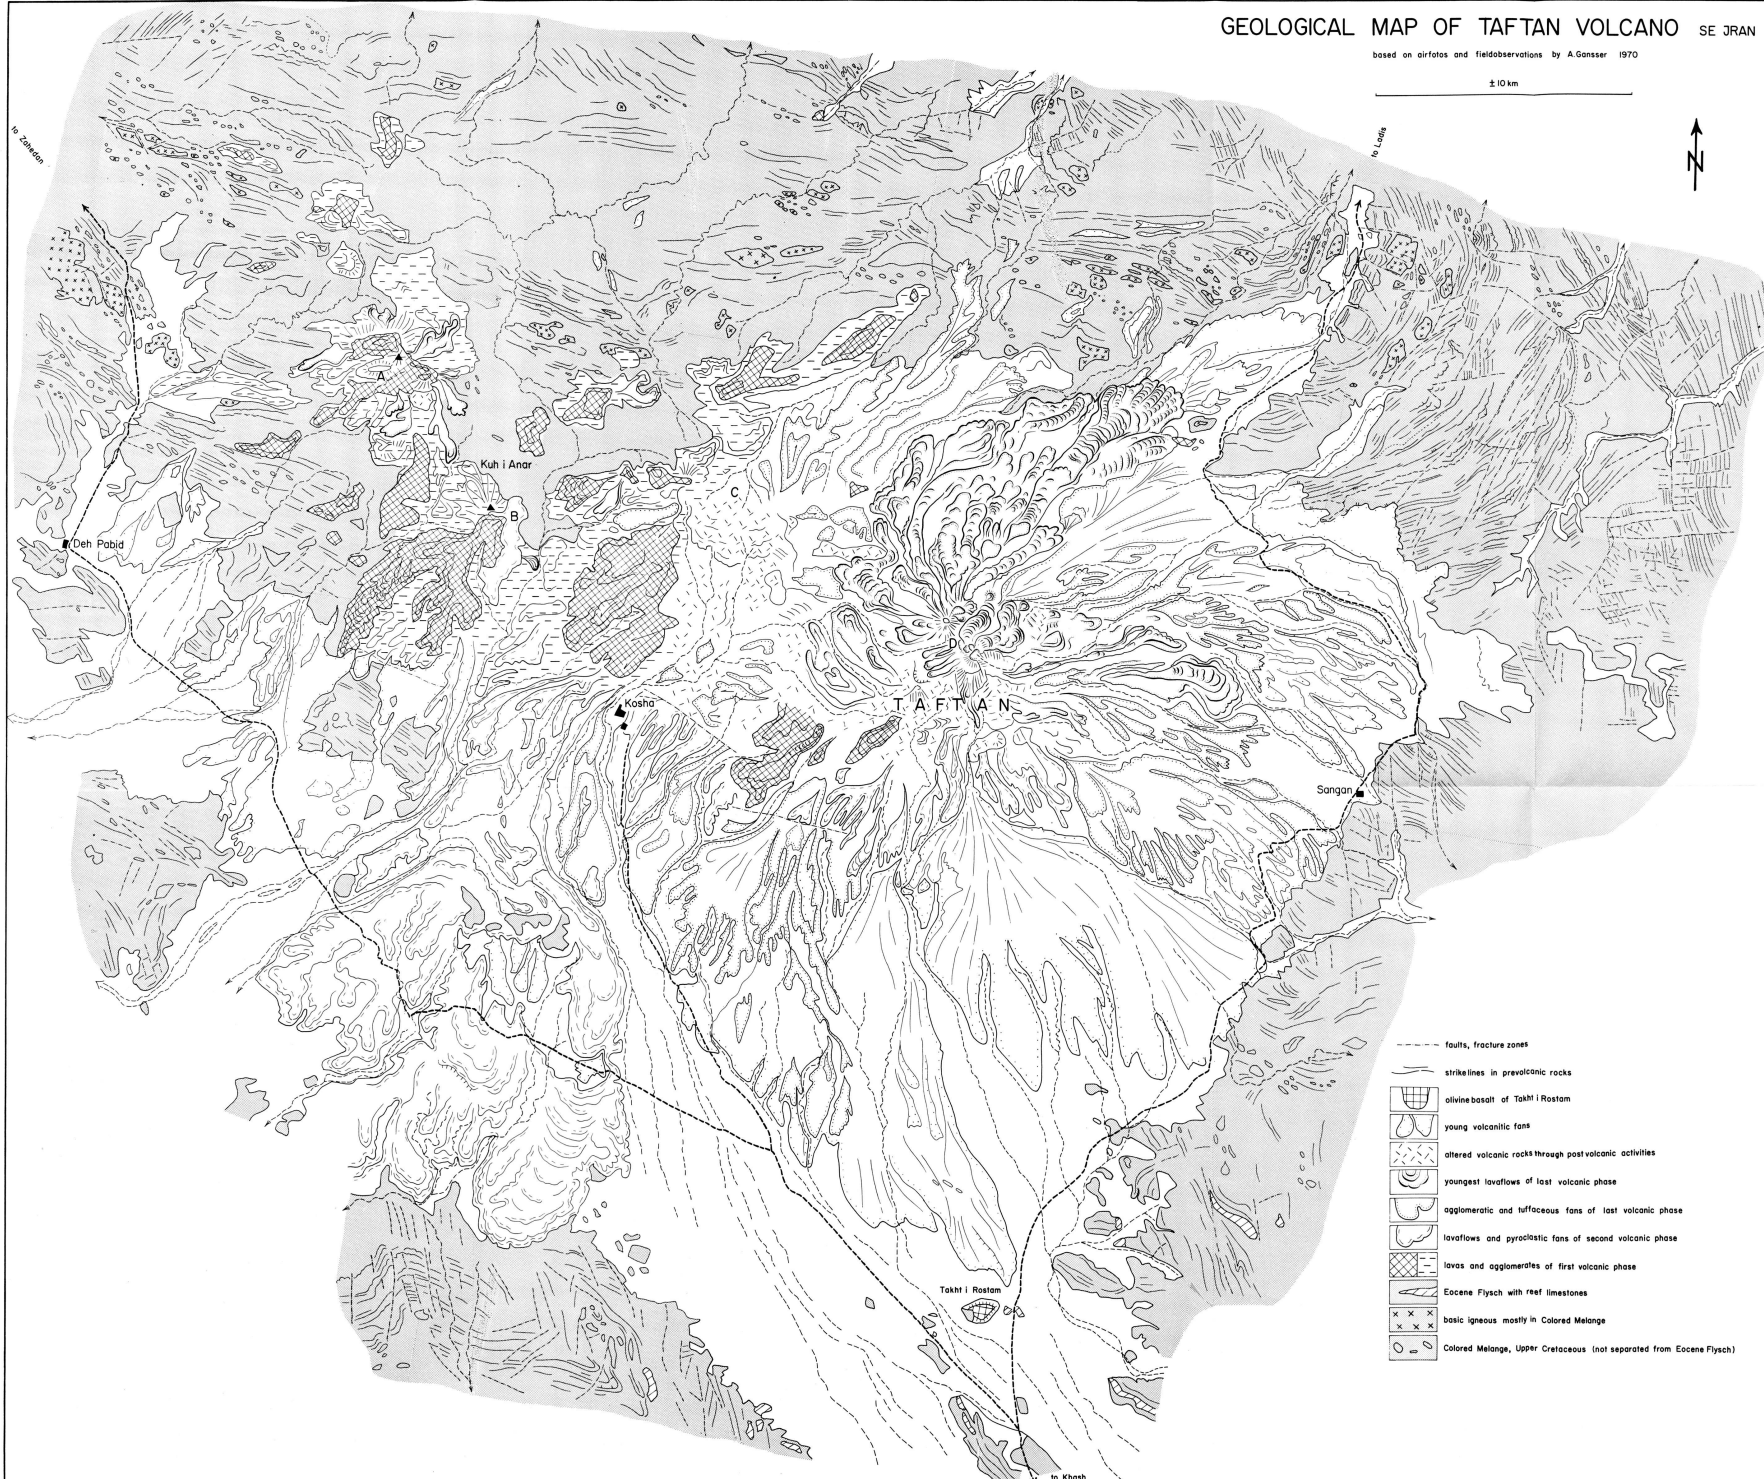 GEOLOGICAL MAP OF TAFTAN VOLCANO SE JRAN
based on airfotos and fieldobservations by A.Gansser 1970
± 10 km
N
to Zahedan
to Ladis
A
Kuh i Anar
B
C
Deh Pabid
D
TAFTAN
Kosha
Sangan
Takht i Rostam
to Khash
faults, fracture zones
strikelines in prevolcanic rocks
olivine basalt of Takht i Rostam
young volcanitic fans
altered volcanic rocks through postvolcanic activities
youngest lavaflows of last volcanic phase
agglomeratic and tuffaceous fans of last volcanic phase
lavaflows and pyroclastic fans of second volcanic phase
lavas and agglomerates of first volcanic phase
Eocene Flysch with reef limestones
basic igneous mostly in Colored Melange
Colored Melange, Upper Cretaceous (not separated from Eocene Flysch)